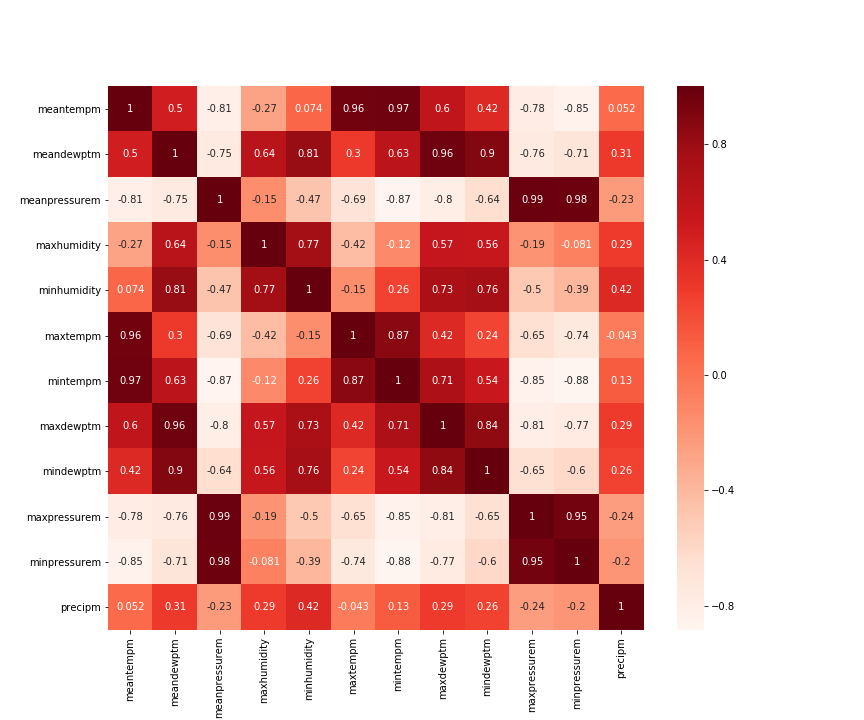 meantempm 1 0.5 -0.81 -0.27 0.074 0.96 0.97 0.6 0.42 -0.78 -0.85 0.052
meandewptm 0.5 1 -0.75 0.64 0.81 0.3 0.63 0.96 0.9 -0.76 -0.71 0.31
meanpressurem -0.81 -0.75 1 -0.15 -0.47 -0.69 -0.87 -0.8 -0.64 0.99 0.98 -0.23
maxhumidity -0.27 0.64 -0.15 1 0.77 -0.42 -0.12 0.57 0.56 -0.19 -0.081 0.29
minhumidity 0.074 0.81 -0.47 0.77 1 -0.15 0.26 0.73 0.76 -0.5 -0.39 0.42
maxtempm 0.96 0.3 -0.69 -0.42 -0.15 1 0.87 0.42 0.24 -0.65 -0.74 -0.043
mintempm 0.97 0.63 -0.87 -0.12 0.26 0.87 1 0.71 0.54 -0.85 -0.88 0.13
maxdewptm 0.6 0.96 -0.8 0.57 0.73 0.42 0.71 1 0.84 -0.81 -0.77 0.29
mindewptm 0.42 0.9 -0.64 0.56 0.76 0.24 0.54 0.84 1 -0.65 -0.6 0.26
maxpressurem -0.78 -0.76 0.99 -0.19 -0.5 -0.65 -0.85 -0.81 -0.65 1 0.95 -0.24
minpressurem -0.85 -0.71 0.98 -0.081 -0.39 -0.74 -0.88 -0.77 -0.6 0.95 1 -0.2
precipm 0.052 0.31 -0.23 0.29 0.42 -0.043 0.13 0.29 0.26 -0.24 -0.2 1
meantempm
meandewptm
meanpressurem
maxhumidity
minhumidity
maxtempm
mintempm
maxdewptm
mindewptm
maxpressurem
minpressurem
precipm
0.8
0.4
0.0
−0.4
−0.8